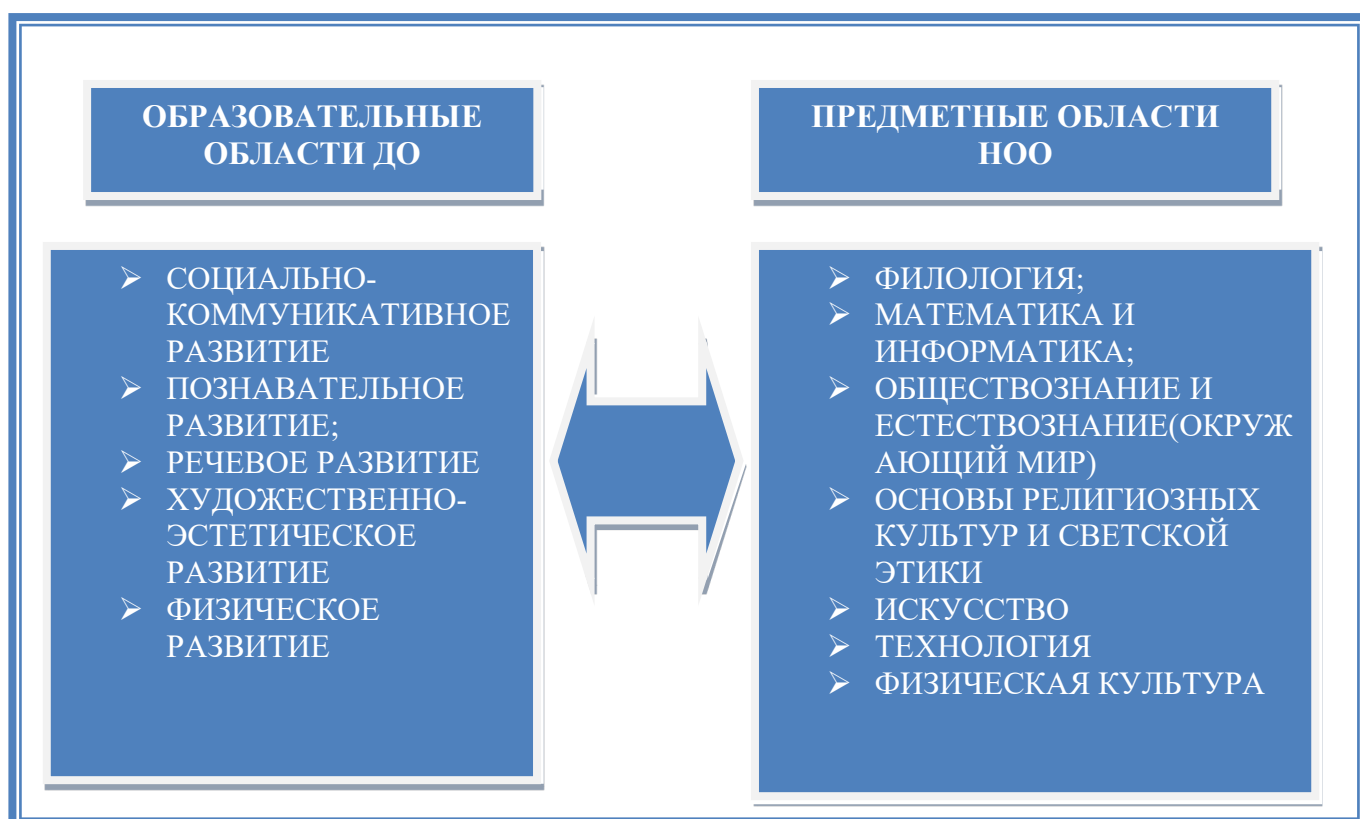 ОБРАЗОВАТЕЛЬНЫЕ
ОБЛАСТИ ДО
СОЦИАЛЬНО-
КОММУНИКАТИВНОЕ
РАЗВИТИЕ
ПОЗНАВАТЕЛЬНОЕ
РАЗВИТИЕ;
РЕЧЕВОЕ РАЗВИТИЕ
ХУДОЖЕСТВЕННО-
ЭСТЕТИЧЕСКОЕ
РАЗВИТИЕ
ФИЗИЧЕСКОЕ
РАЗВИТИЕ
ПРЕДМЕТНЫЕ ОБЛАСТИ
НОО
ФИЛОЛОГИЯ;
МАТЕМАТИКА И
ИНФОРМАТИКА;
ОБЩЕСТВОЗНАНИЕ И
ЕСТЕСТВОЗНАНИЕ(ОКРУЖ
АЮЩИЙ МИР)
ОСНОВЫ РЕЛИГИОЗНЫХ
КУЛЬТУР И СВЕТСКОЙ
ЭТИКИ
ИСКУССТВО
ТЕХНОЛОГИЯ
ФИЗИЧЕСКАЯ КУЛЬТУРА